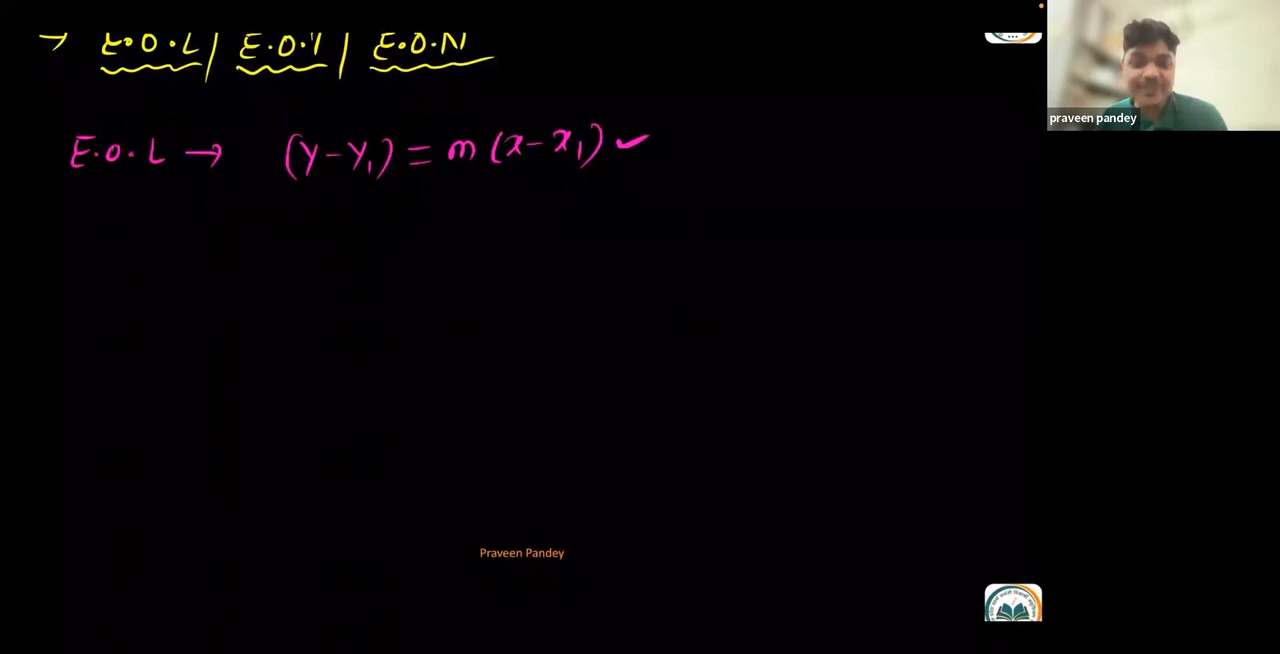 → E.O.L | E.O.T | E.O.N
praveen pandey
E.O.L → (y-y₁) = m (x-x₁) ✓
Praveen Pandey